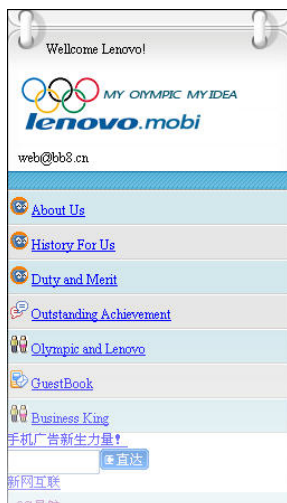 Wellcome Lenovo!
MY OLYMPIC MY IDEA
lenovo.mobi
web@bb8.cn
About Us
History For Us
Duty and Merit
Outstanding Achievement
Olympic and Lenovo
GuestBook
Business King
手机广告新生力量!
直达
新网互联